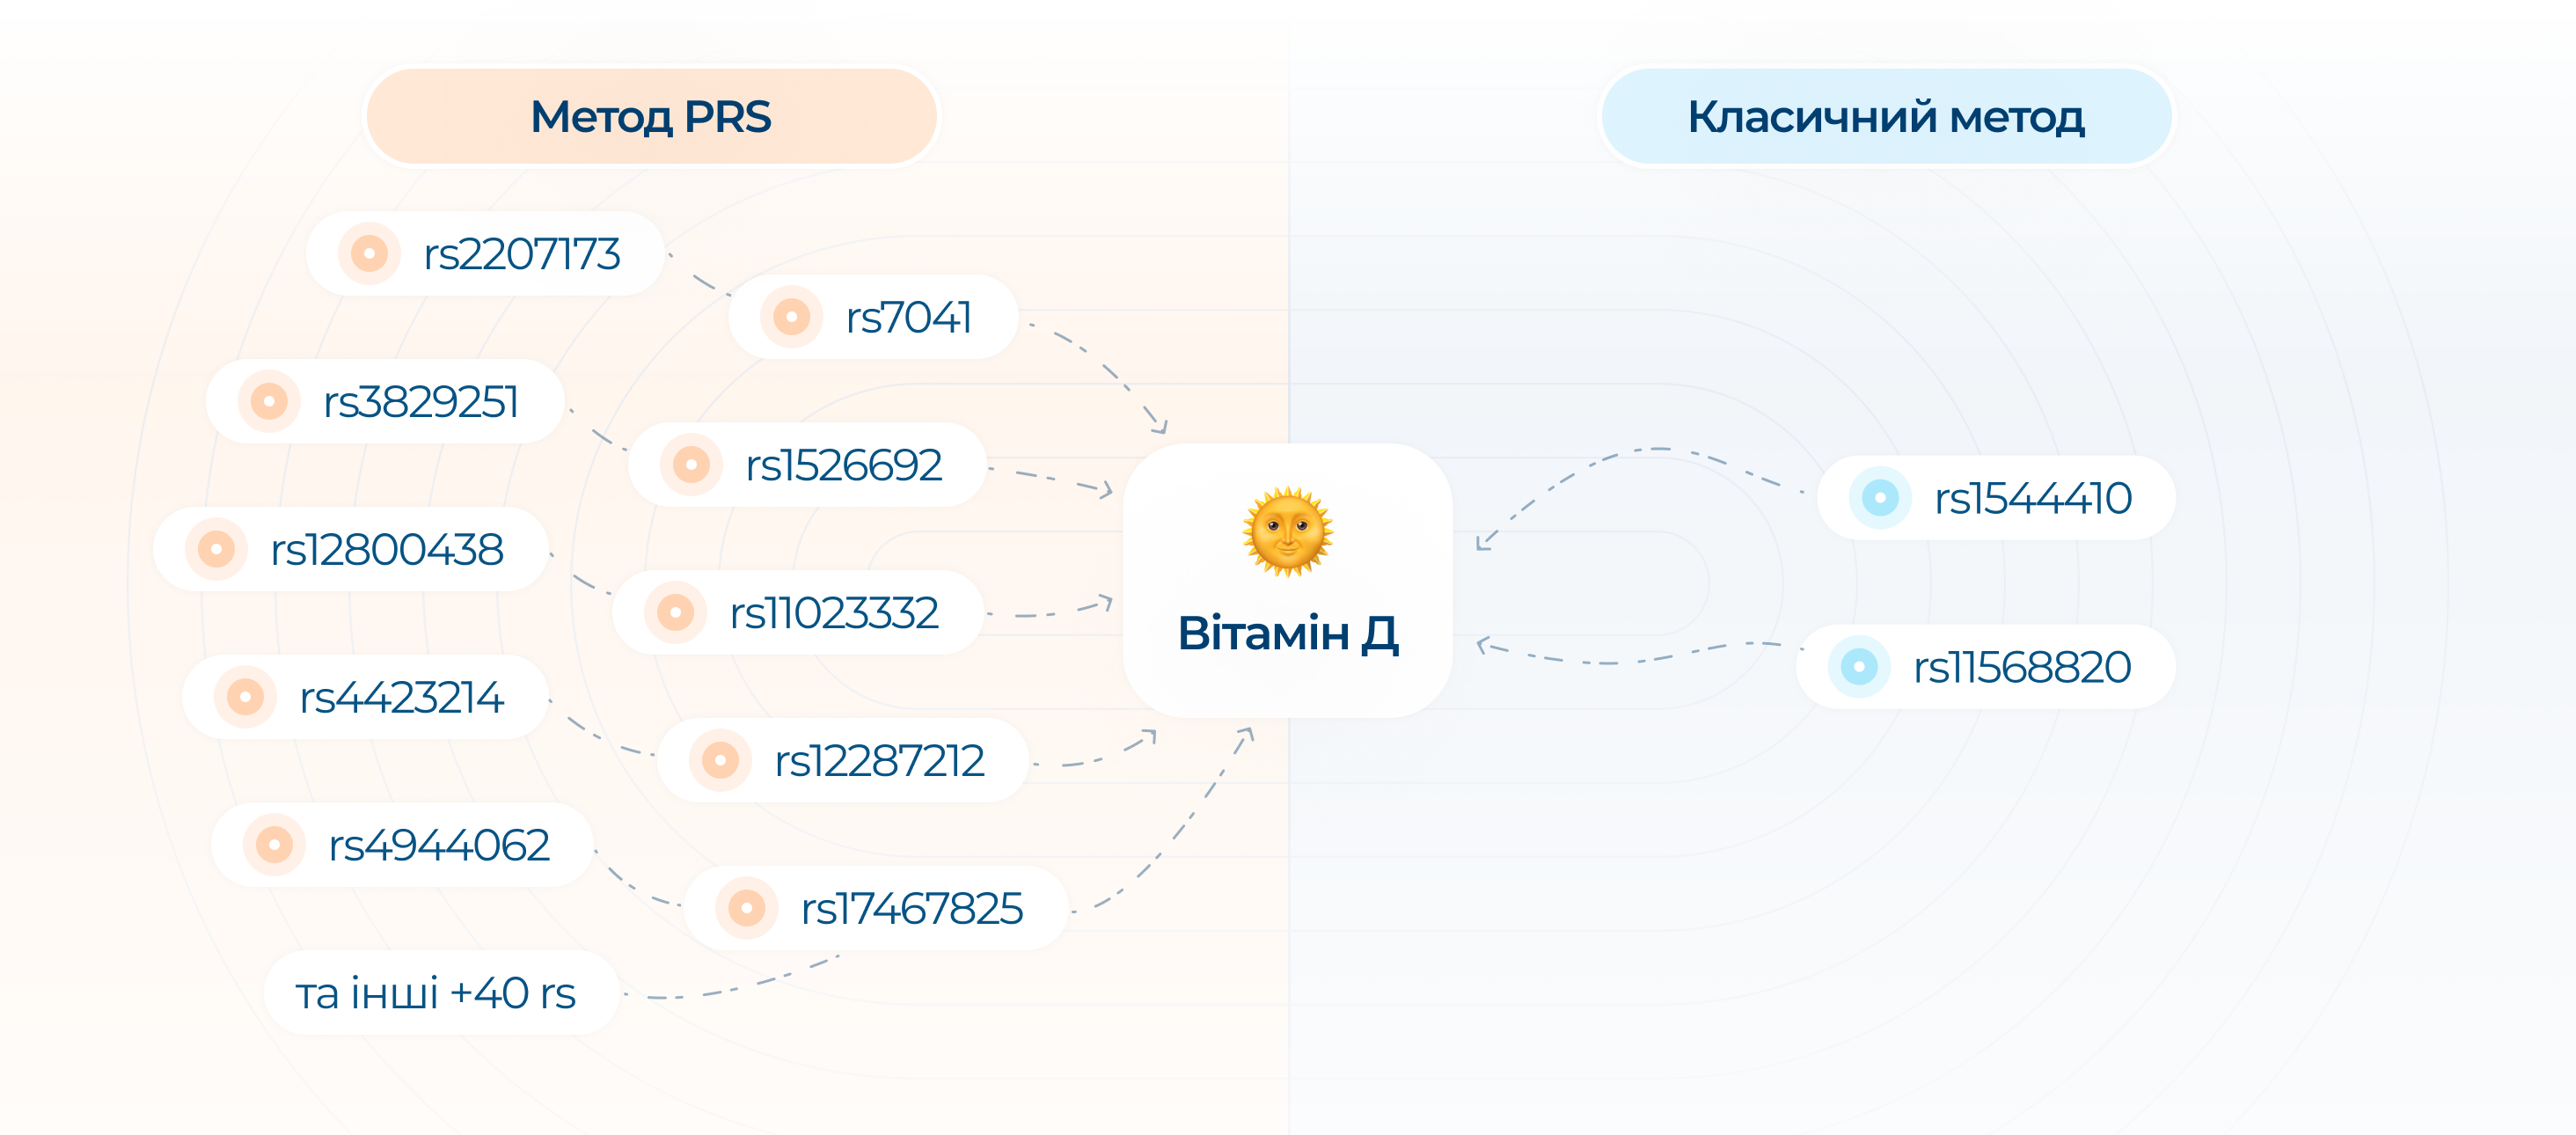 Метод PRS
rs2207173
rs7041
rs3829251
rs1526692
rs12800438
rs11023332
rs4423214
rs12287212
rs4944062
rs17467825
та інші +40 rs
Вітамін Д
Класичний метод
rs1544410
rs11568820